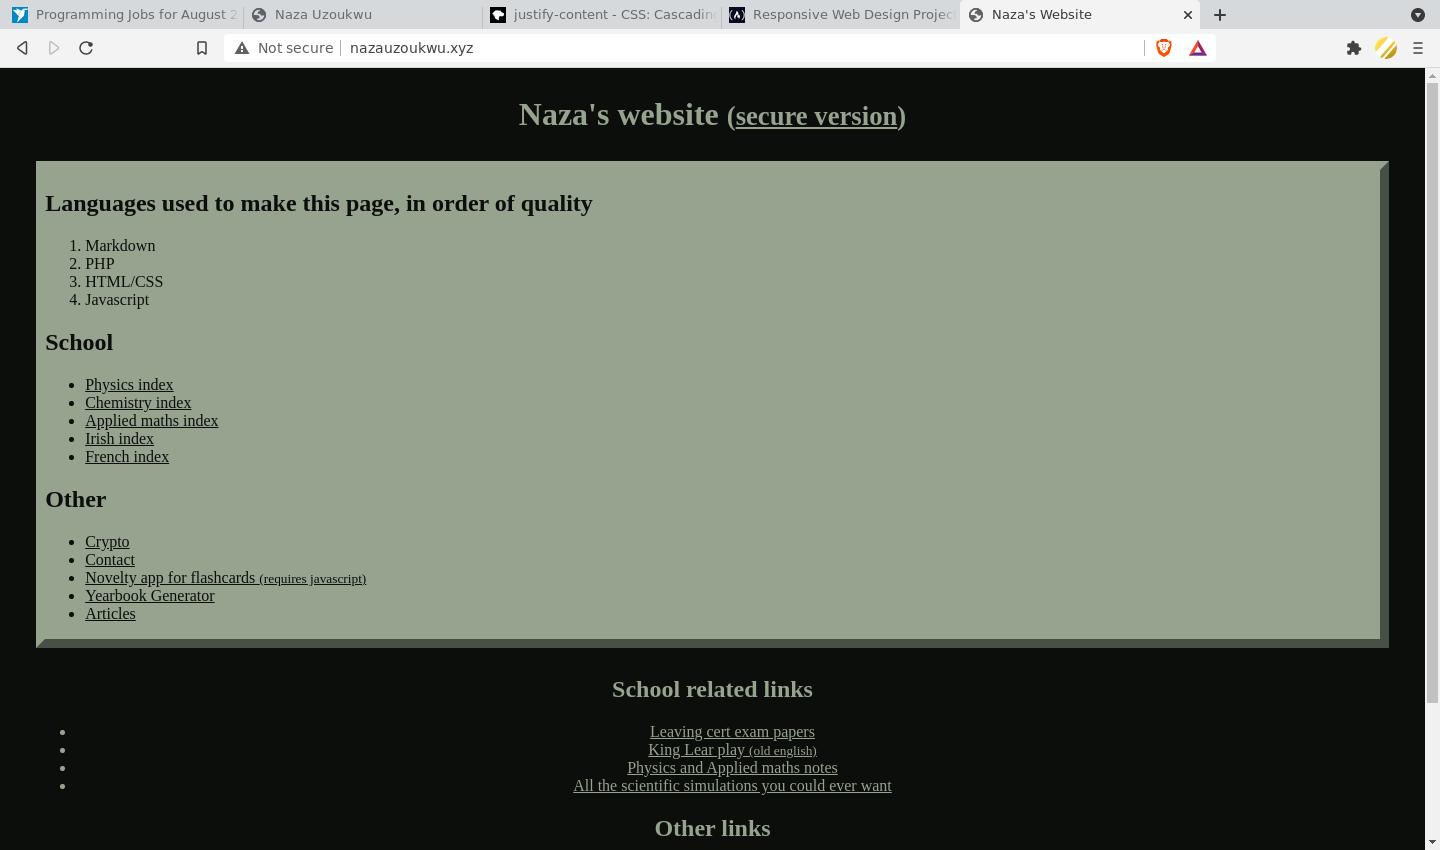 Programming Jobs for August 2
Naza Uzoukwu
justify-content - CSS: Cascading
Responsive Web Design Project
Naza's Website
Not secure
nazauzoukwu.xyz
Naza's website (secure version)
Languages used to make this page, in order of quality
1. Markdown
2. PHP
3. HTML/CSS
4. Javascript
School
Physics index
Chemistry index
Applied maths index
Irish index
French index
Other
Crypto
Contact
Novelty app for flashcards (requires javascript)
Yearbook Generator
Articles
School related links
Leaving cert exam papers
King Lear play (old english)
Physics and Applied maths notes
All the scientific simulations you could ever want
Other links